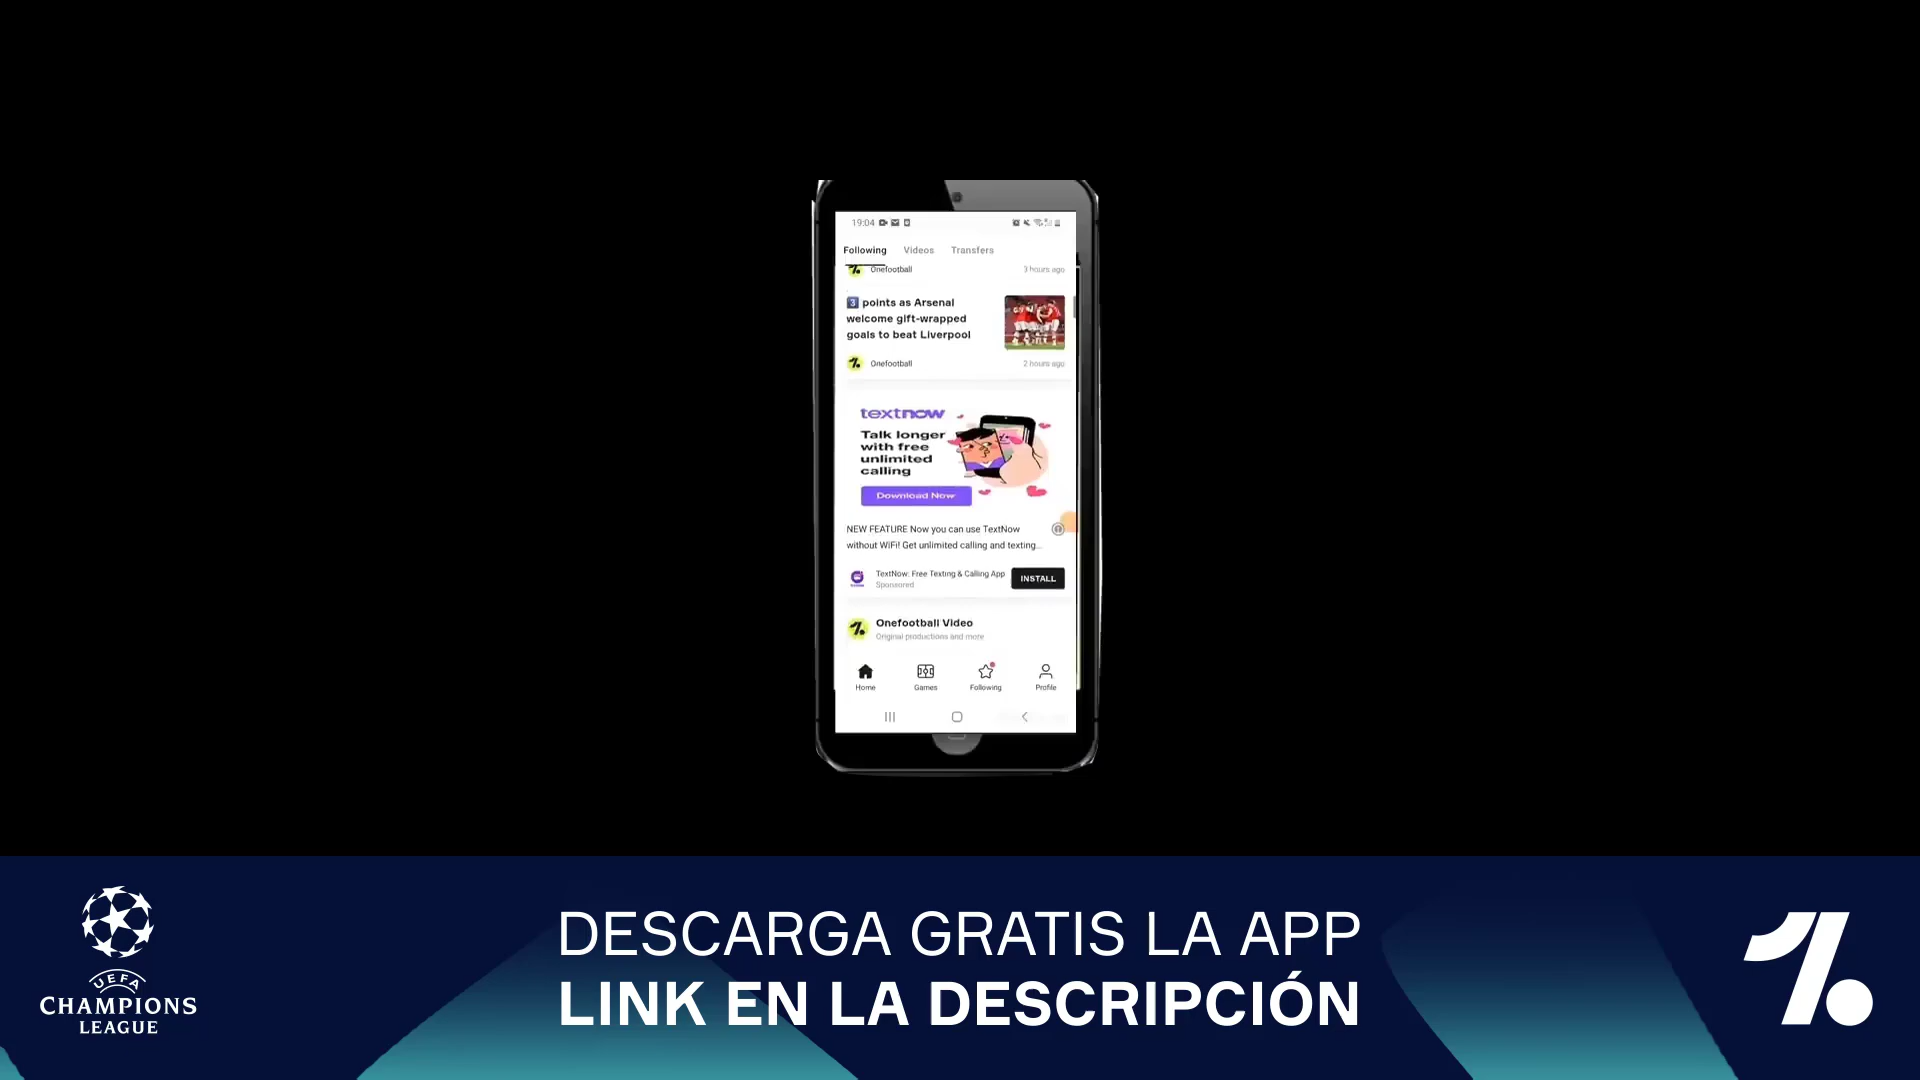 19:04
Following Videos Transfers
Onefootball 3 hours ago
3 points as Arsenal
welcome gift-wrapped
goals to beat Liverpool
Onefootball 2 hours ago
textnow
Talk longer
with free
unlimited
calling
Download Now
NEW FEATURE Now you can use TextNow
without WiFi! Get unlimited calling and texting...
TextNow: Free Texting & Calling App
Sponsored
INSTALL
Onefootball Video
Original productions and more
Home Games Following Profile
UEFA
CHAMPIONS
LEAGUE
DESCARGA GRATIS LA APP
LINK EN LA DESCRIPCIÓN